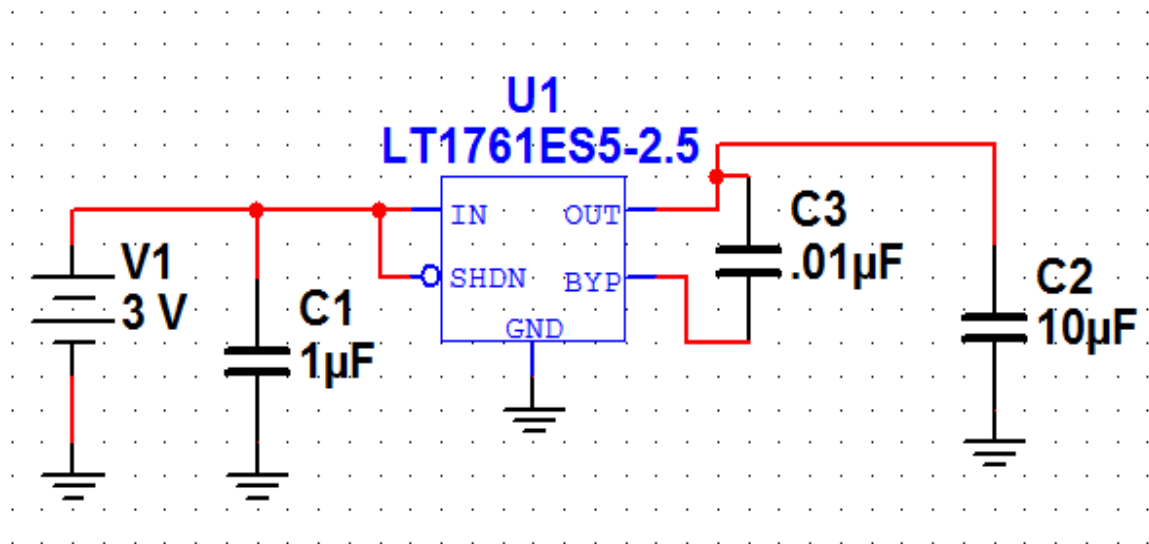 U1
LT1761ES5-2.5
IN
OUT
SHDN
BYP
GND
V1
3 V
C1
1µF
C3
.01µF
C2
10µF